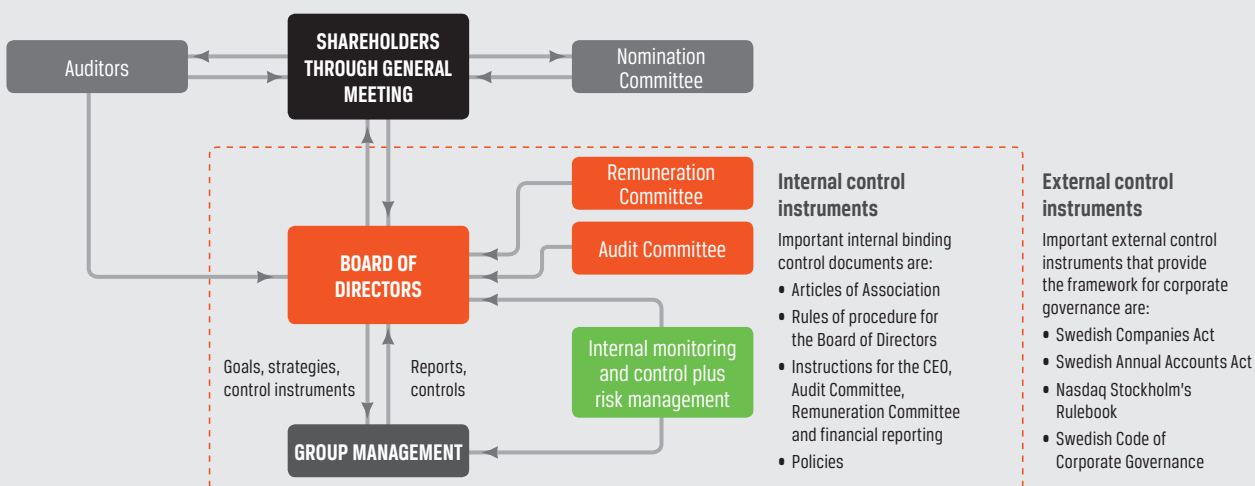 SHAREHOLDERS
THROUGH GENERAL
MEETING
Auditors
Nomination
Committee
Remuneration
Committee
Audit Committee
BOARD OF
DIRECTORS
Internal monitoring
and control plus
risk management
Goals, strategies,
control instruments
Reports,
controls
GROUP MANAGEMENT
Internal control
instruments
Important internal binding
control documents are:
• Articles of Association
• Rules of procedure for
the Board of Directors
• Instructions for the CEO,
Audit Committee,
Remuneration Committee
and financial reporting
• Policies
External control
instruments
Important external control
instruments that provide
the framework for corporate
governance are:
• Swedish Companies Act
• Swedish Annual Accounts Act
• Nasdaq Stockholm's
Rulebook
• Swedish Code of
Corporate Governance